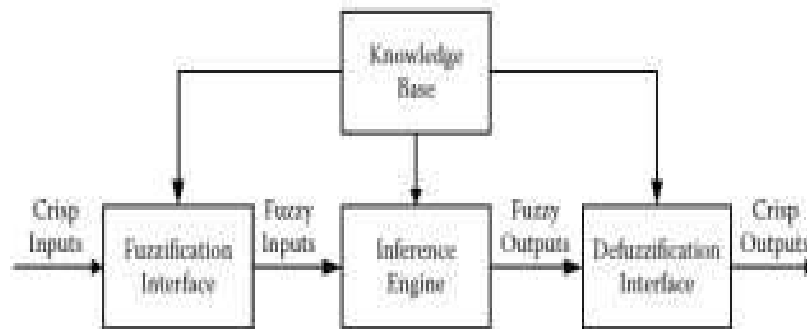 Knowledge
Base
Crisp
Inputs
Fuzzification
Interface
Fuzzy
Inputs
Inference
Engine
Fuzzy
Outputs
Defuzzification
Interface
Crisp
Outputs